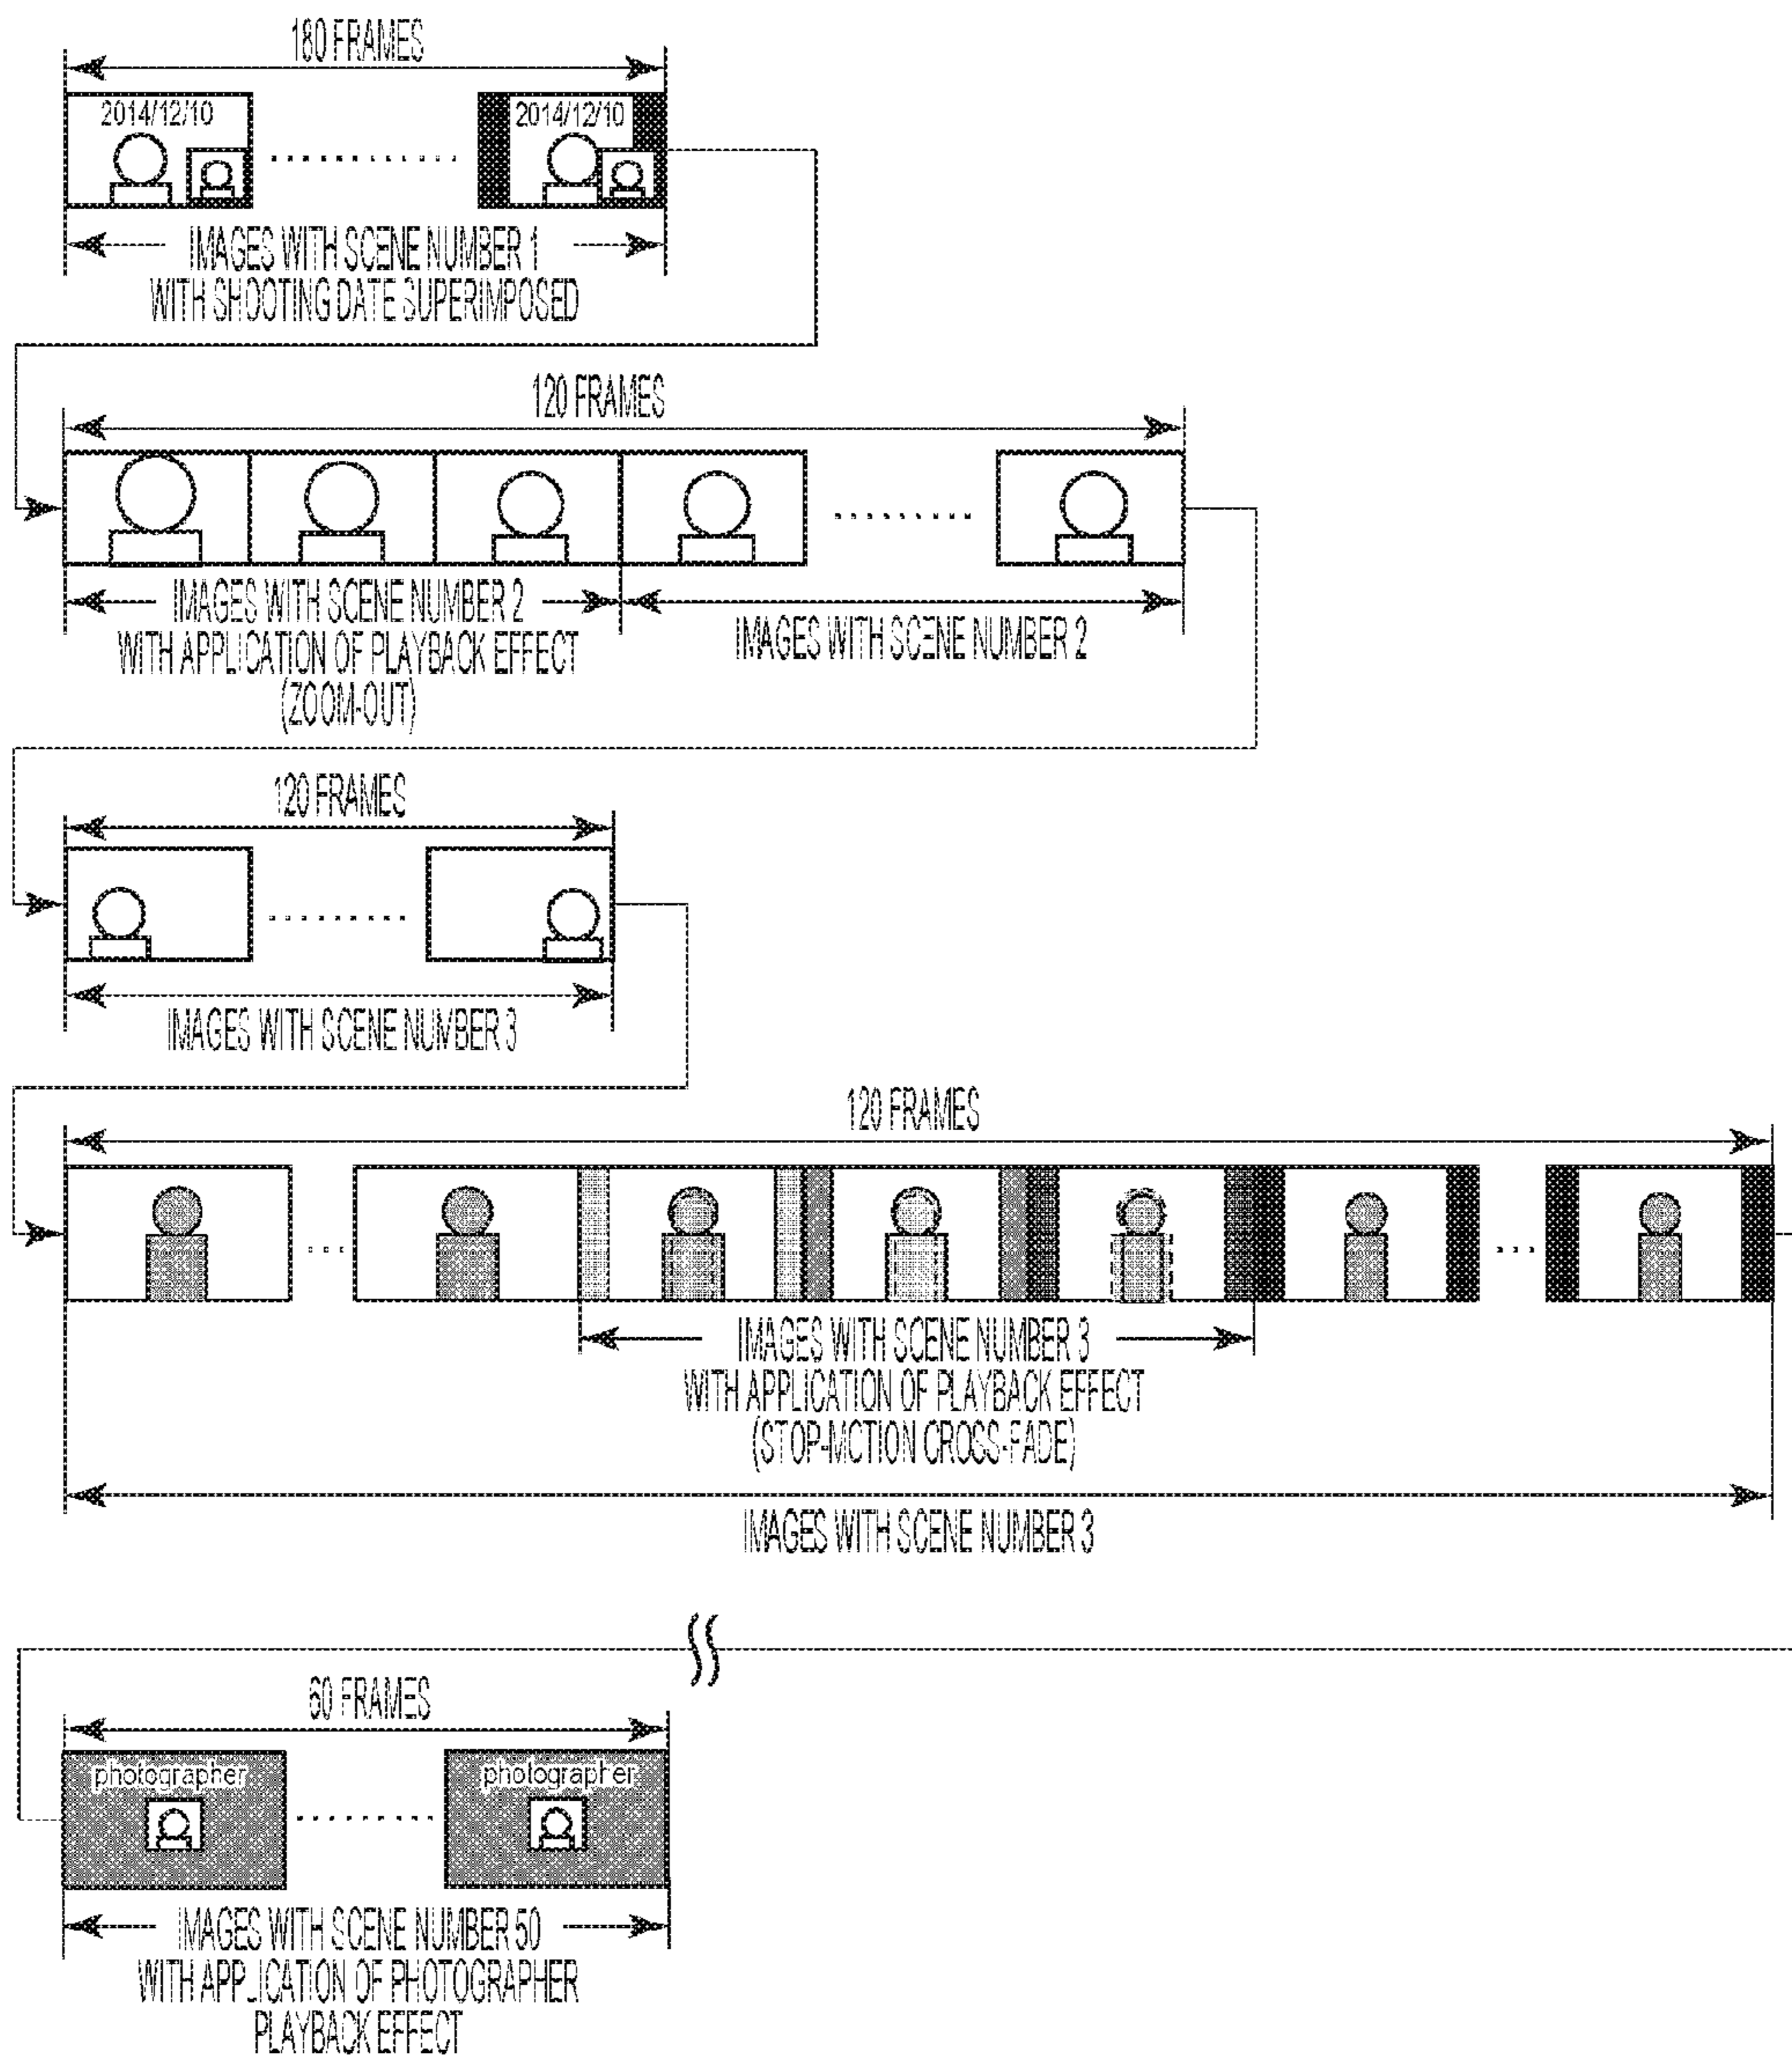 180 FRAMES
2014/12/10
2014/12/10
IMAGES WITH SCENE NUMBER 1
WITH SHOOTING DATE SUPERIMPOSED
120 FRAMES
IMAGES WITH SCENE NUMBER 2
WITH APPLICATION OF PLAYBACK EFFECT
(ZOOM-OUT)
IMAGES WITH SCENE NUMBER 2
120 FRAMES
IMAGES WITH SCENE NUMBER 3
120 FRAMES
IMAGES WITH SCENE NUMBER 3
WITH APPLICATION OF PLAYBACK EFFECT
(STOP-MOTION CROSS-FADE)
IMAGES WITH SCENE NUMBER 3
60 FRAMES
photographer
photographer
IMAGES WITH SCENE NUMBER 50
WITH APPLICATION OF PHOTOGRAPHER
PLAYBACK EFFECT